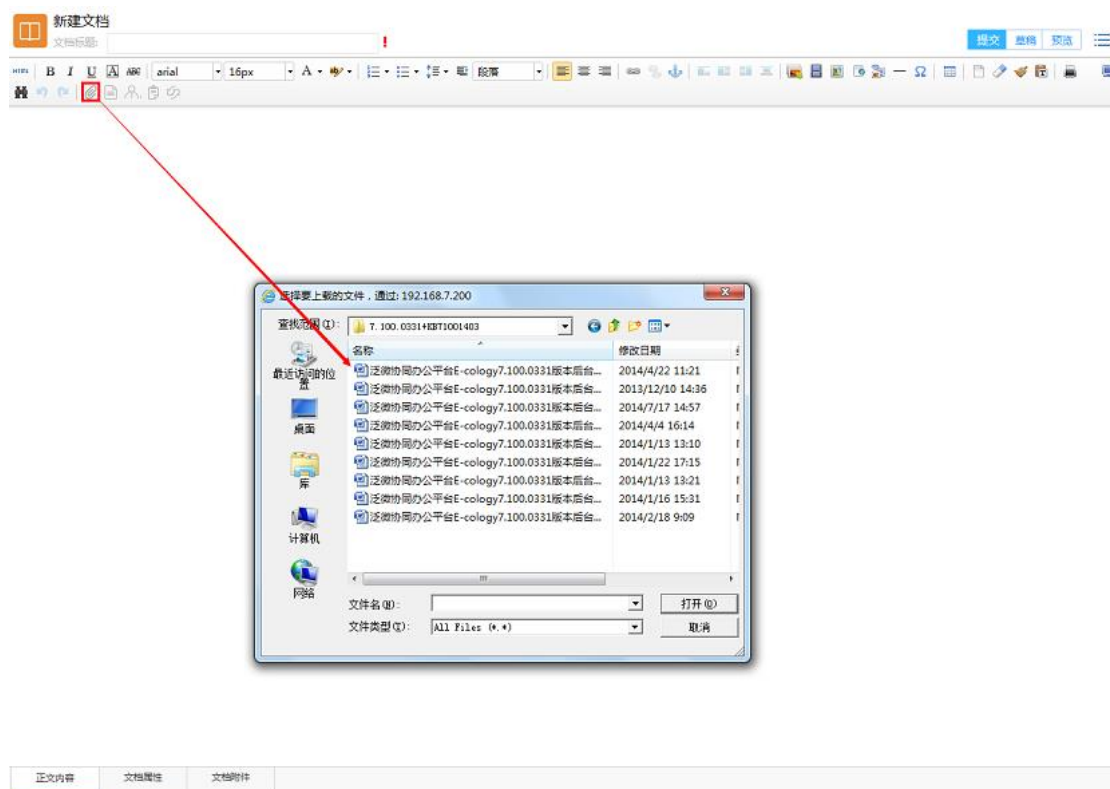 新建文档
文档标题:
!
提交 草稿 预览
HTML B I U A ABC arial 16px A 段落 Ω
选择要上载的文件，通过: 192.168.7.200
查找范围(I): 7.100.0331+KBT1001403
名称 修改日期
泛微协同办公平台E-cology7.100.0331版本后台... 2014/4/22 11:21
泛微协同办公平台E-cology7.100.0331版本后台... 2013/12/10 14:36
泛微协同办公平台E-cology7.100.0331版本后台... 2014/7/17 14:57
泛微协同办公平台E-cology7.100.0331版本后台... 2014/4/4 16:14
泛微协同办公平台E-cology7.100.0331版本后台... 2014/1/13 13:10
泛微协同办公平台E-cology7.100.0331版本后台... 2014/1/22 17:15
泛微协同办公平台E-cology7.100.0331版本后台... 2014/1/13 13:21
泛微协同办公平台E-cology7.100.0331版本后台... 2014/1/16 15:31
泛微协同办公平台E-cology7.100.0331版本后台... 2014/2/18 9:09
最近访问的位
置
桌面
库
计算机
网络
文件名(N): 打开(O)
文件类型(T): All Files (*.*) 取消
正文内容 文档属性 文档附件